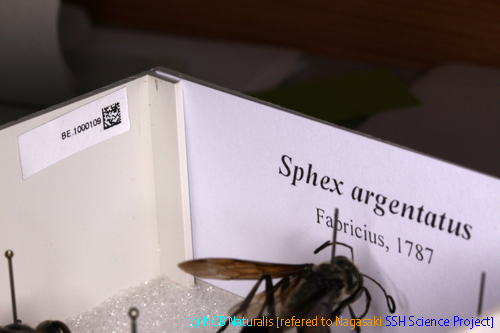 BE.1000109
Sphex argentatus
Fabricius, 1787
Naturalis [refered to Nagasaki SSH Science Project]